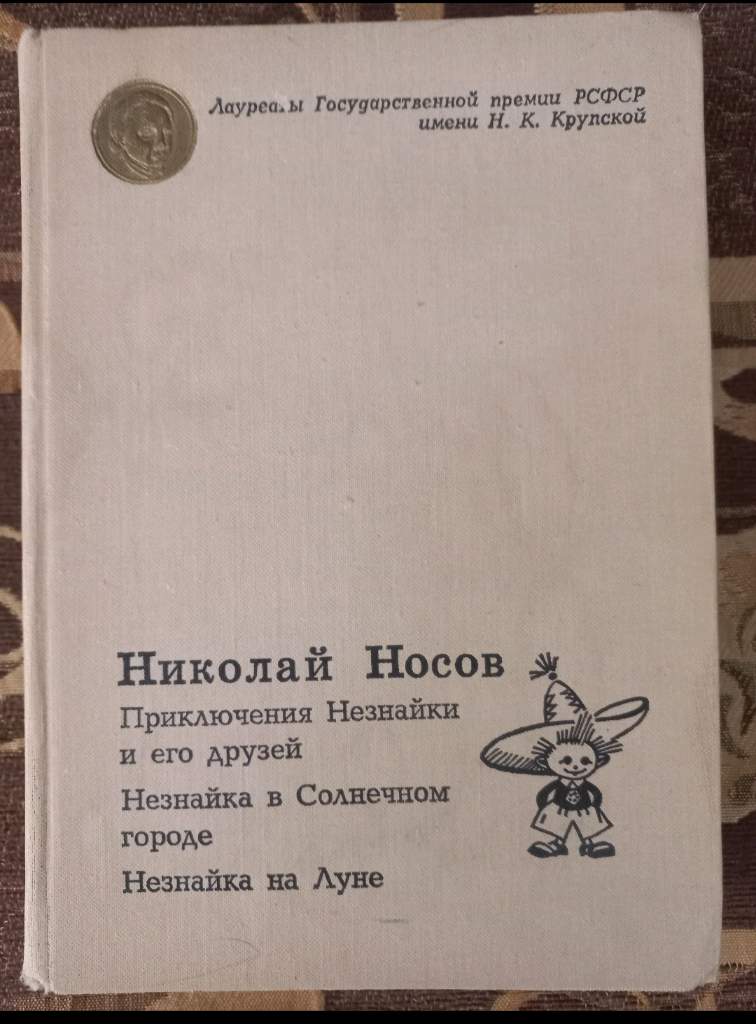 Лауреаты Государственной премии РСФСР
имени Н. К. Крупской
Николай Носов
Приключения Незнайки
и его друзей
Незнайка в Солнечном
городе
Незнайка на Луне